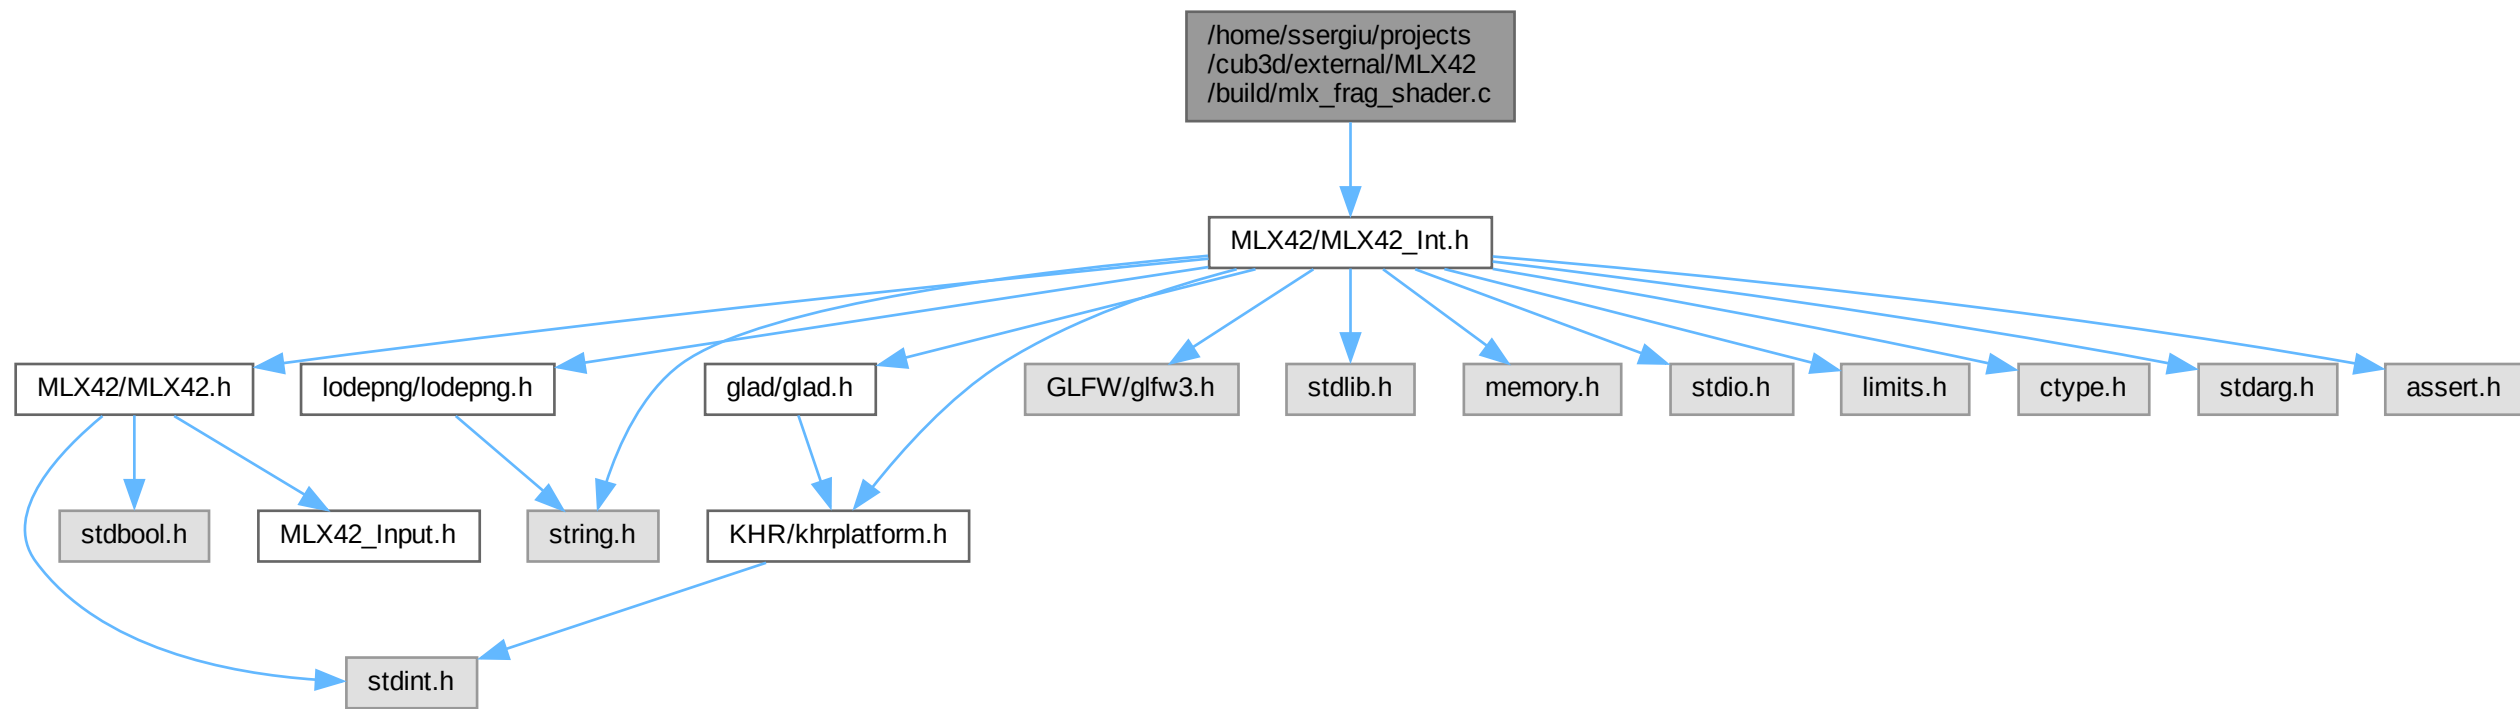 /home/ssergiu/projects
/cub3d/external/MLX42
/build/mlx_frag_shader.c
MLX42/MLX42_Int.h
MLX42/MLX42.h
lodepng/lodepng.h
glad/glad.h
GLFW/glfw3.h
stdlib.h
memory.h
stdio.h
limits.h
ctype.h
stdarg.h
assert.h
stdbool.h
MLX42_Input.h
string.h
KHR/khrplatform.h
stdint.h